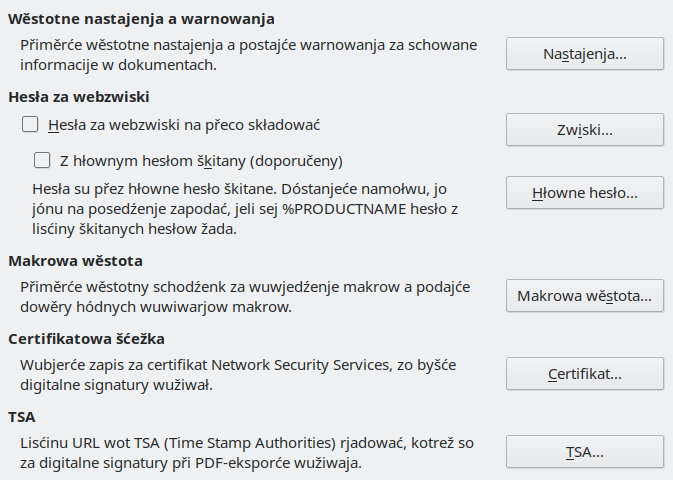 Wěstotne nastajenja a warnowanja
Přiměrće wěstotne nastajenja a postajće warnowanja za schowane
informacije w dokumentach.
Nastajenja...
Hesła za webzwiski
Hesła za webzwiski na přeco składować
Zwiski...
Z hłownym hesłom škitany (doporučeny)
Hesła su přez hłowne hesło škitane. Dóstanjeće namołwu, jo
jónu na posedźenje zapodać, jeli sej %PRODUCTNAME hesło z
lisćiny škitanych hesłow žada.
Hłowne hesło...
Makrowa wěstota
Přiměrće wěstotny schodźenk za wuwjedźenje makrow a podajće
dowěry hódnych wuwiwarjow makrow.
Makrowa wěstota...
Certifikatowa šćežka
Wubjerće zapis za certifikat Network Security Services, zo byšće
digitalne signatury wužiwał.
Certifikat...
TSA
Lisćinu URL wot TSA (Time Stamp Authorities) rjadować, kotrež so
za digitalne signatury při PDF-eksporće wužiwaja.
TSA...